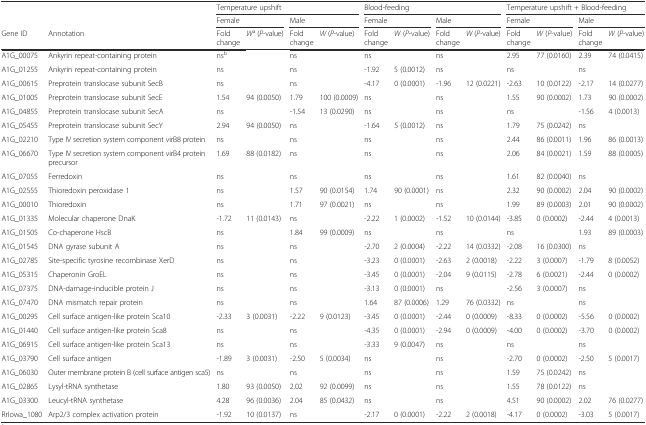 Temperature upshift Blood-feeding Temperature upshift + Blood-feeding
Female Male Female Male Female Male
Gene ID Annotation Fold change Wa (P-value) Fold change W (P-value) Fold change W (P-value) Fold change W (P-value) Fold change W (P-value) Fold change W (P-value)
A1G_00075 Ankyrin repeat-containing protein nsb ns ns ns 2.95 77 (0.0160) 2.39 74 (0.0415)
A1G_01255 Ankyrin repeat-containing protein ns ns -1.92 5 (0.0012) ns ns ns
A1G_00615 Preprotein translocase subunit SecB ns ns -4.17 0 (0.0001) -1.96 12 (0.0221) -2.63 10 (0.0122) -2.17 14 (0.0277)
A1G_01005 Preprotein translocase subunit SecE 1.54 94 (0.0050) 1.79 100 (0.0009) ns ns 1.55 90 (0.0002) 1.73 90 (0.0002)
A1G_04855 Preprotein translocase subunit SecA ns -1.54 13 (0.0290) ns ns ns -1.56 4 (0.0013)
A1G_05455 Preprotein translocase subunit SecY 2.94 94 (0.0050) ns -1.64 5 (0.0012) ns 1.79 75 (0.0242) ns
A1G_02210 Type IV secretion system component virB8 protein ns ns ns ns 2.44 86 (0.0011) 1.96 86 (0.0013)
A1G_06670 Type IV secretion system component virB4 protein precursor 1.69 88 (0.0182) ns ns ns 2.06 84 (0.0021) 1.59 88 (0.0005)
A1G_07055 Ferredoxin ns ns ns ns 1.61 82 (0.0040) ns
A1G_02555 Thioredoxin peroxidase 1 ns 1.57 90 (0.0154) 1.74 90 (0.0001) ns 2.32 90 (0.0002) 2.04 90 (0.0002)
A1G_00010 Thioredoxin ns 1.71 97 (0.0021) ns ns 1.99 89 (0.0003) 2.01 90 (0.0002)
A1G_01335 Molecular chaperone DnaK -1.72 11 (0.0143) ns -2.22 1 (0.0002) -1.52 10 (0.0144) -3.85 0 (0.0002) -2.44 4 (0.0013)
A1G_01505 Co-chaperone HscB ns 1.84 99 (0.0009) ns ns ns 1.93 89 (0.0003)
A1G_01545 DNA gyrase subunit A ns ns -2.70 2 (0.0004) -2.22 14 (0.0332) -2.08 16 (0.0300) ns
A1G_02785 Site-specific tyrosine recombinase XerD ns ns -3.23 0 (0.0001) -2.63 2 (0.0018) -2.22 3 (0.0007) -1.79 8 (0.0052)
A1G_05315 Chaperonin GroEL ns ns -3.45 0 (0.0001) -2.04 9 (0.0115) -2.78 6 (0.0021) -2.44 0 (0.0002)
A1G_07375 DNA-damage-inducible protein J ns ns -3.13 0 (0.0001) ns -2.56 3 (0.0007) ns
A1G_07470 DNA mismatch repair protein ns ns 1.64 87 (0.0006) 1.29 76 (0.0332) ns ns
A1G_00295 Cell surface antigen-like protein Sca10 -2.33 3 (0.0031) -2.22 9 (0.0123) -3.45 0 (0.0001) -2.44 0 (0.0009) -8.33 0 (0.0002) -5.56 0 (0.0002)
A1G_01440 Cell surface antigen-like protein Sca8 ns ns -4.35 0 (0.0001) -2.94 0 (0.0009) -4.00 0 (0.0002) -3.70 0 (0.0002)
A1G_06915 Cell surface antigen-like protein Sca13 ns ns -3.33 9 (0.0047) ns ns ns
A1G_03790 Cell surface antigen -1.89 3 (0.0031) -2.50 5 (0.0034) ns ns -2.70 0 (0.0002) -2.50 5 (0.0017)
A1G_06030 Outer membrane protein B (cell surface antigen sca5) ns ns ns ns 1.59 75 (0.0242) ns
A1G_02865 Lysyl-tRNA synthetase 1.80 93 (0.0050) 2.02 92 (0.0099) ns ns 1.55 78 (0.0122) ns
A1G_03300 Leucyl-tRNA synthetase 4.28 96 (0.0036) 2.04 85 (0.0432) ns ns 4.51 90 (0.0002) 2.02 76 (0.0277)
RrIowa_1080 Arp2/3 complex activation protein -1.92 10 (0.0137) ns -2.17 0 (0.0001) -2.22 2 (0.0018) -4.17 0 (0.0002) -3.03 5 (0.0017)